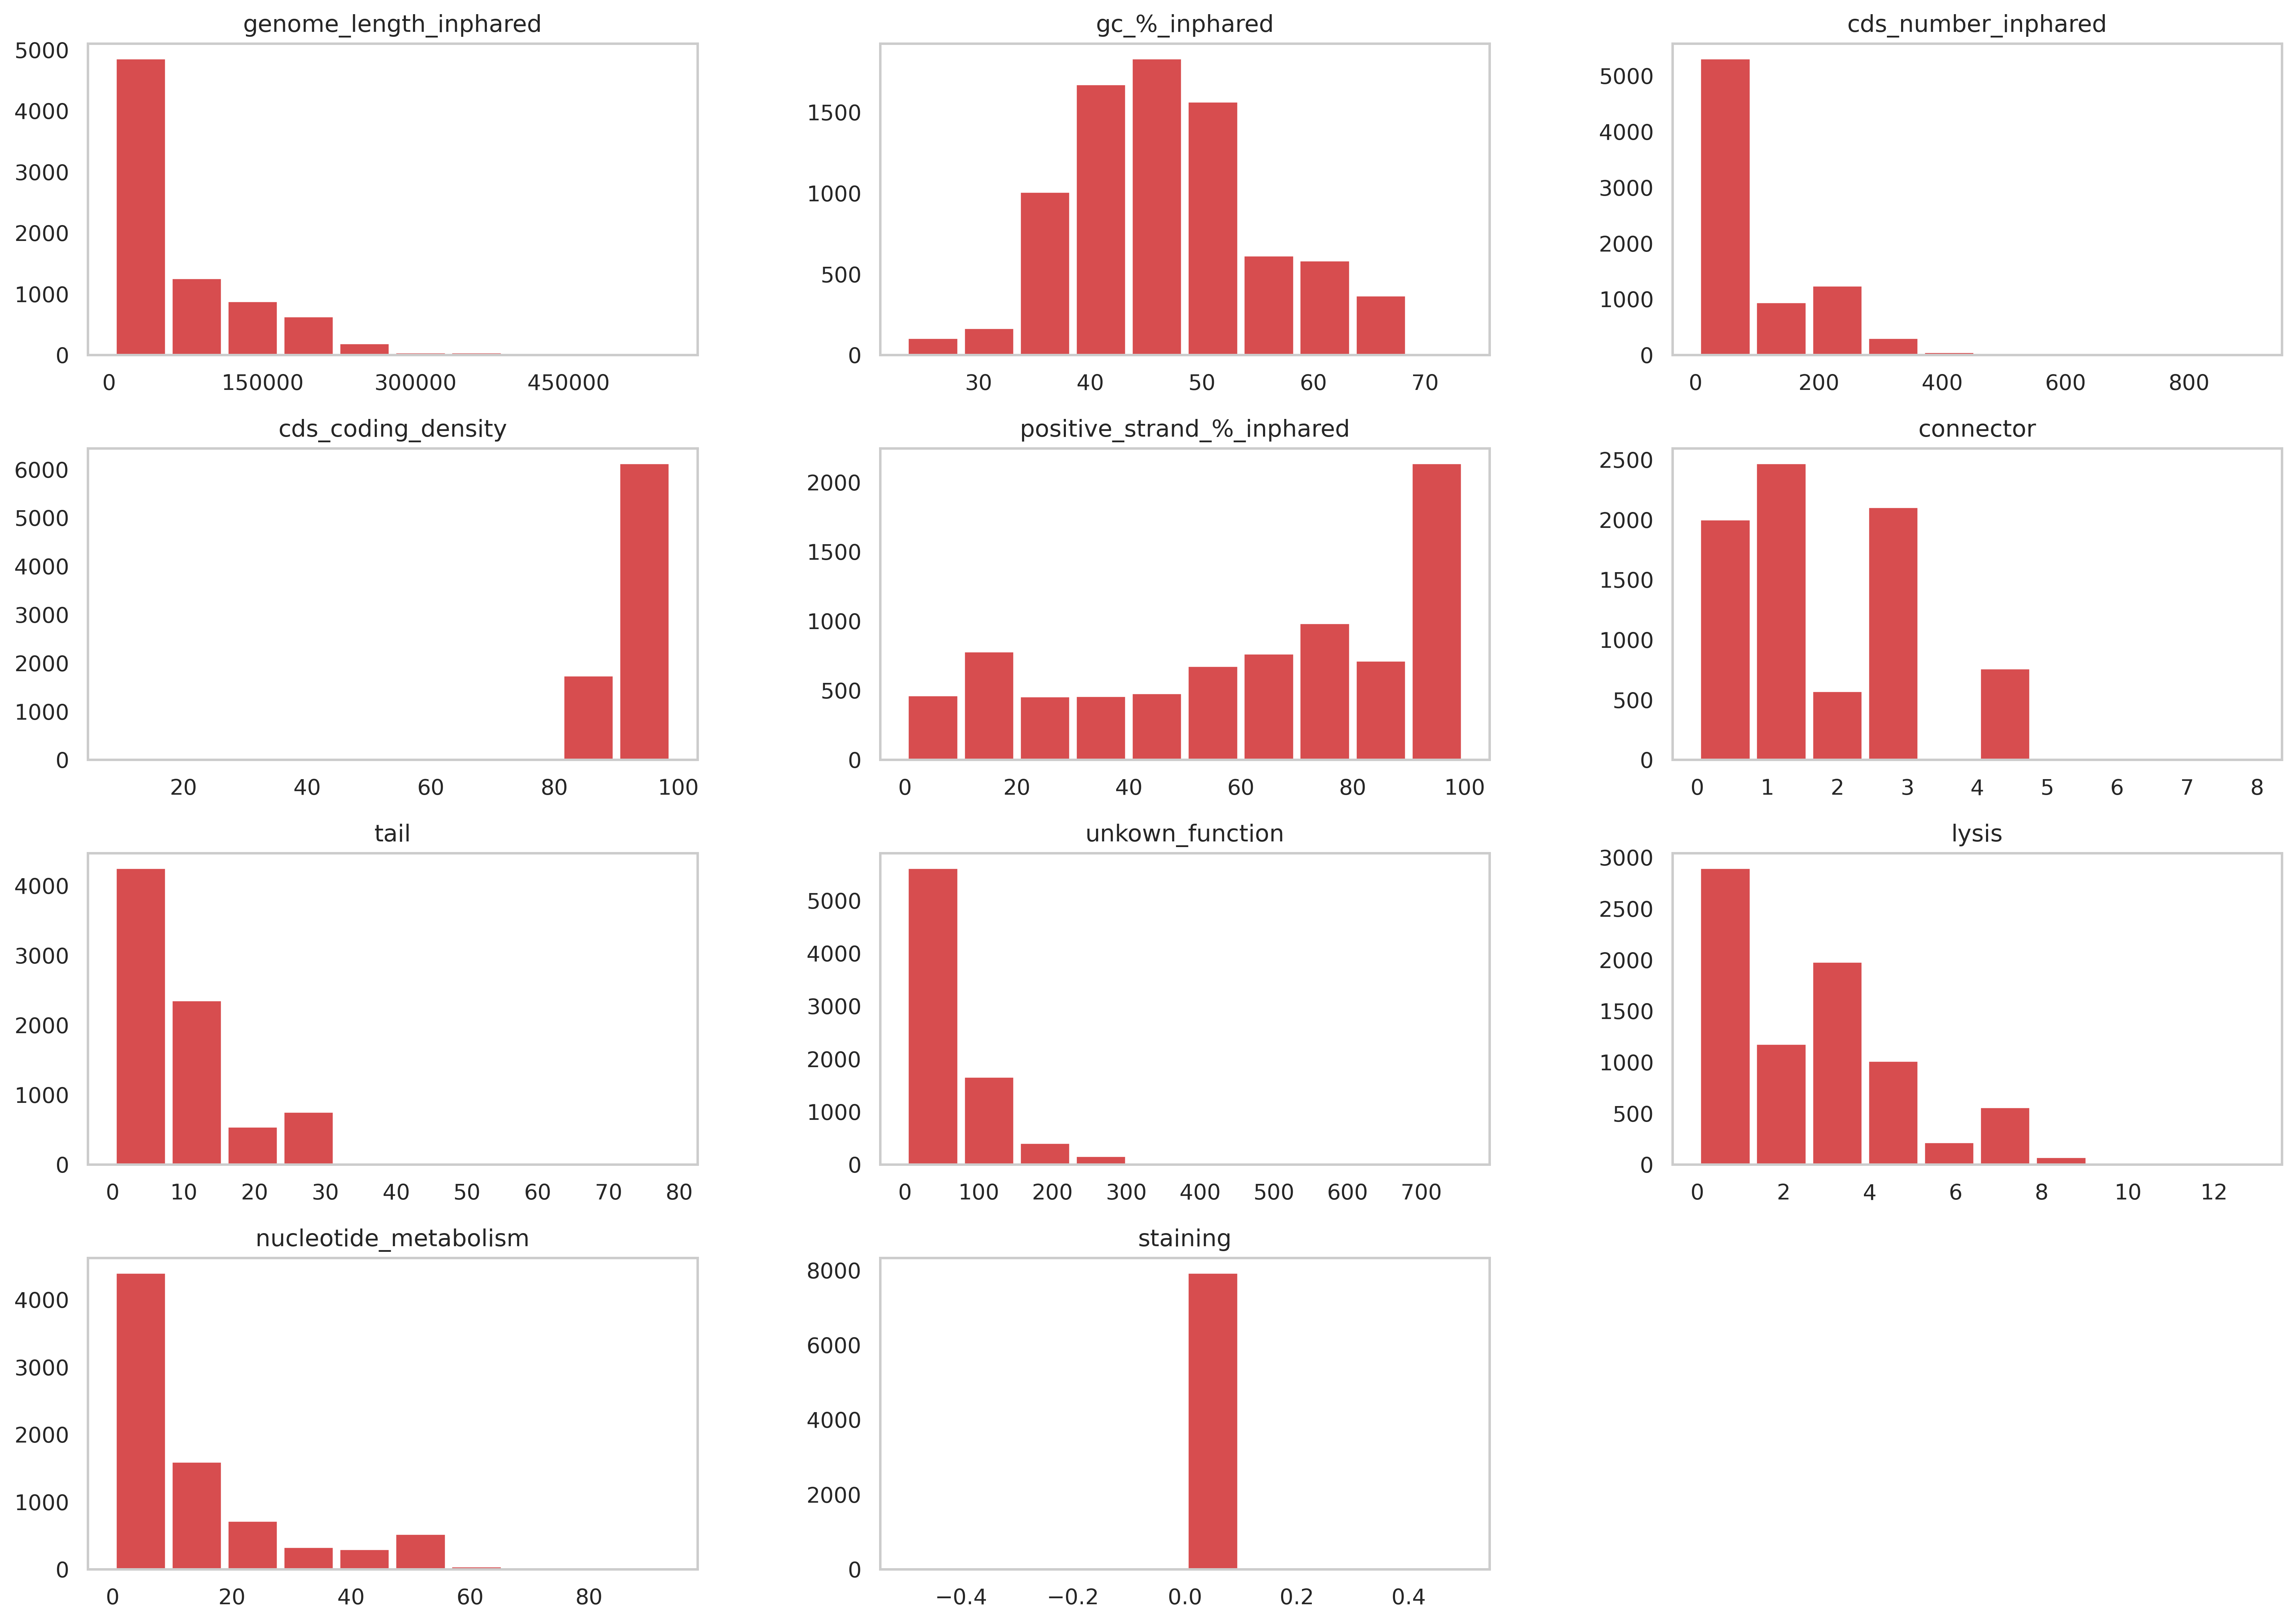 genome_length_inphared
gc_%_inphared
cds_number_inphared
5000
4000
3000
2000
1000
0
0 150000 300000 450000
1500
1000
500
0
30 40 50 60 70
5000
4000
3000
2000
1000
0
0 200 400 600 800
cds_coding_density
positive_strand_%_inphared
connector
6000
5000
4000
3000
2000
1000
0
20 40 60 80 100
2000
1500
1000
500
0
0 20 40 60 80 100
2500
2000
1500
1000
500
0
0 1 2 3 4 5 6 7 8
tail
unkown_function
lysis
4000
3000
2000
1000
0
0 10 20 30 40 50 60 70 80
5000
4000
3000
2000
1000
0
0 100 200 300 400 500 600 700
3000
2500
2000
1500
1000
500
0
0 2 4 6 8 10 12
nucleotide_metabolism
staining
4000
3000
2000
1000
0
0 20 40 60 80
8000
6000
4000
2000
0
−0.4 −0.2 0.0 0.2 0.4